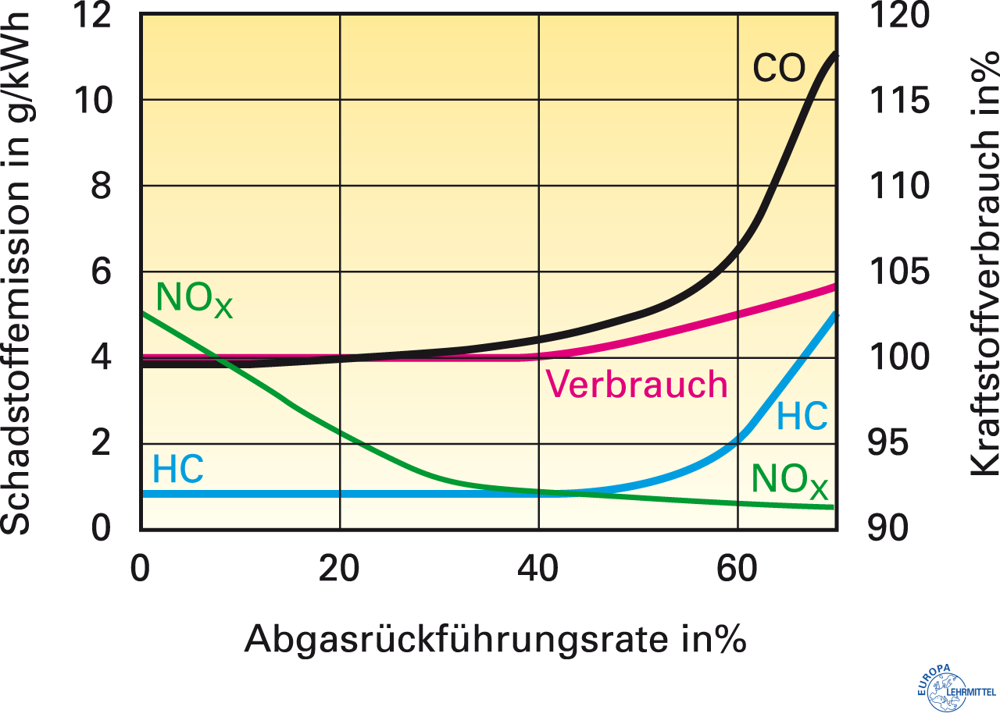 Schadstoffemission in g/kWh
12
10
8
6
4
2
0
120
115
110
105
100
95
90
Kraftstoffverbrauch in%
CO
NOX
Verbrauch
HC
HC
NOX
0 20 40 60
Abgasrückführungsrate in%
EUROPA
LEHRMITTEL